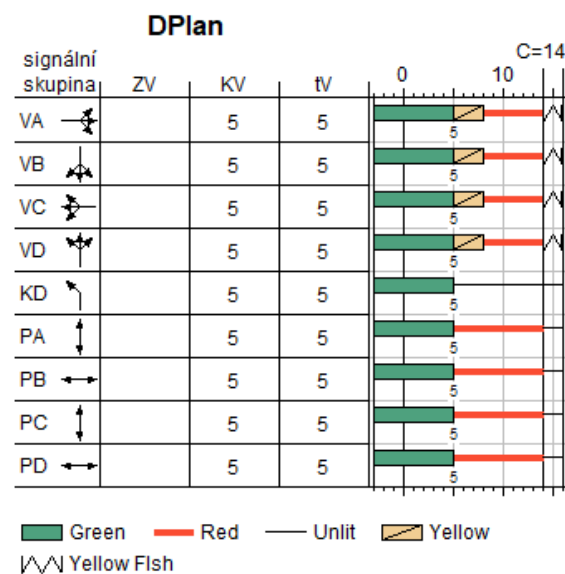 DPlan
signální
skupina ZV KV tV 0 10 C=14
VA 5 5 5
VB 5 5 5
VC 5 5 5
VD 5 5 5
KD 5 5 5
PA 5 5 5
PB 5 5 5
PC 5 5 5
PD 5 5 5
Green Red Unlit Yellow
Yellow Flsh